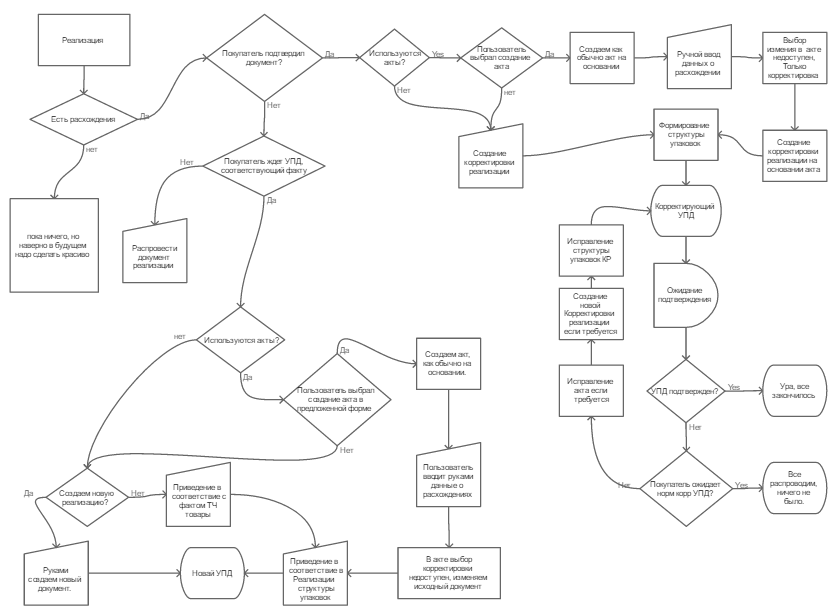 Реализация
Есть расхождения
Да
нет
пока ничего, но
наверно в будущем
надо сделать красиво
Покупатель подтвердил
документ?
Да
Нет
Используются
акты?
Yes
Нет
Пользователь
выбрал создание
акта
Да
нет
Создаем как
обычно акт на
основании
Ручной ввод
данных о
расхождении
Выбор
измения в акте
недоступен,
Только
корректировка
Создание
корректировки
реализации
Формирование
структуры
упаковок
Создание
корректировки
реализации на
основании акта
Покупатель ждет УПД,
соответствующий факту
Нет
Да
Распровести
документ
реализации
Корректирующий
УПД
Исправление
структуры
упаковок КР
Ожидание
подтверждения
Создание
новой
Корректировки
реализации
если требуется
Исправление
акта если
требуется
УПД подтвержден?
Yes
Нет
Ура, все
закончилось
Покупатель ожидает
норм корр УПД?
Нет
Yes
Все
распроводим,
ничего не
было.
Используются акты?
нет
Да
Пользователь выбрал
создание акта в
предложенной форме
Да
Нет
Создаем акт,
как обычно на
основании.
Пользователь
вводит руками
данные о
расхождениях
Создаем новую
реализацию?
Да
Нет
Приведение в
соответствие с
фактом ТЧ
товары
Руками
создаем новый
документ.
Новай УПД
Приведение в
соответствие в
Реализации
структуры
упаковок
В акте выбор
корректировки
недоступен, изменяем
исходный документ